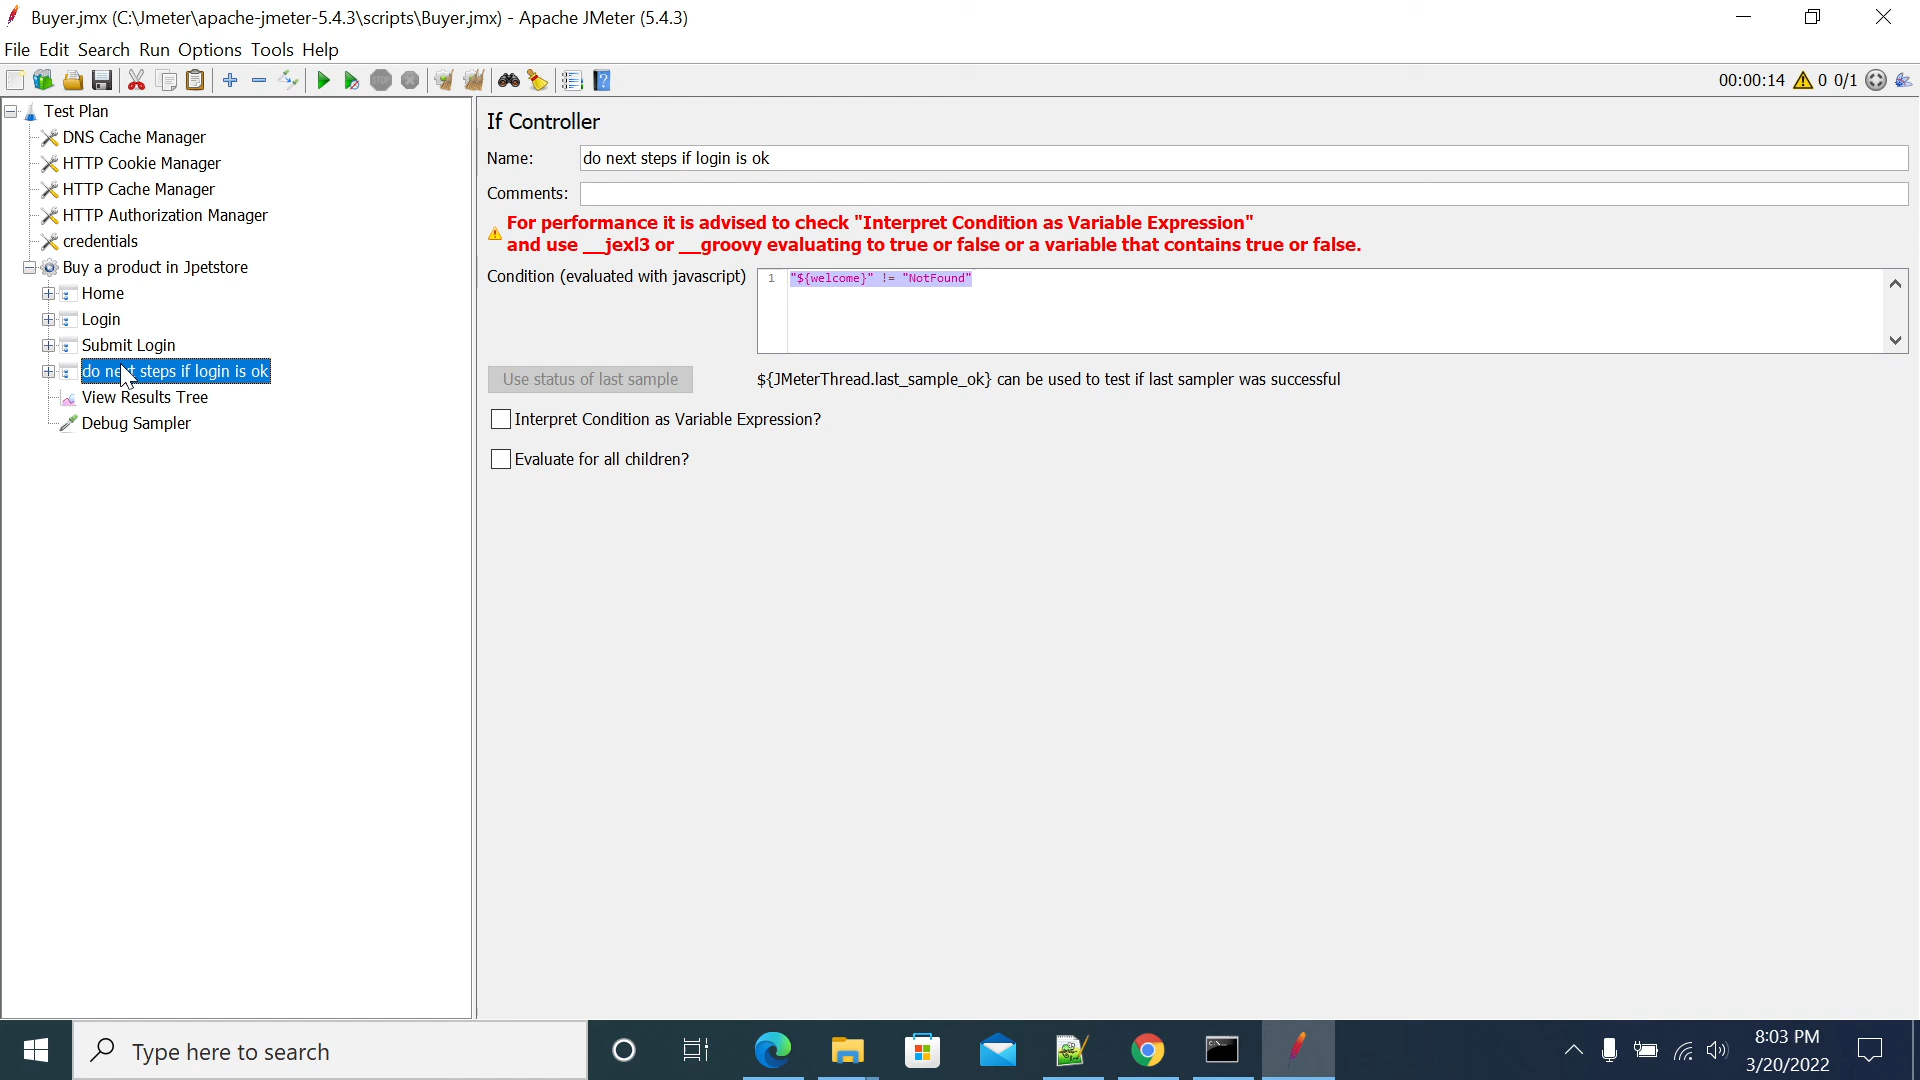 Buyer.jmx (C:\Jmeter\apache-jmeter-5.4.3\scripts\Buyer.jmx) - Apache JMeter (5.4.3)
File Edit Search Run Options Tools Help
00:00:14 0 0/1
Test Plan
DNS Cache Manager
HTTP Cookie Manager
HTTP Cache Manager
HTTP Authorization Manager
credentials
Buy a product in Jpetstore
Home
Login
Submit Login
do next steps if login is ok
View Results Tree
Debug Sampler
If Controller
Name: do next steps if login is ok
Comments:
For performance it is advised to check "Interpret Condition as Variable Expression"
and use __jexl3 or __groovy evaluating to true or false or a variable that contains true or false.
Condition (evaluated with javascript) 1 "${welcome}" != "NotFound"
Use status of last sample ${JMeterThread.last_sample_ok} can be used to test if last sampler was successful
Interpret Condition as Variable Expression?
Evaluate for all children?
Type here to search
8:03 PM
3/20/2022